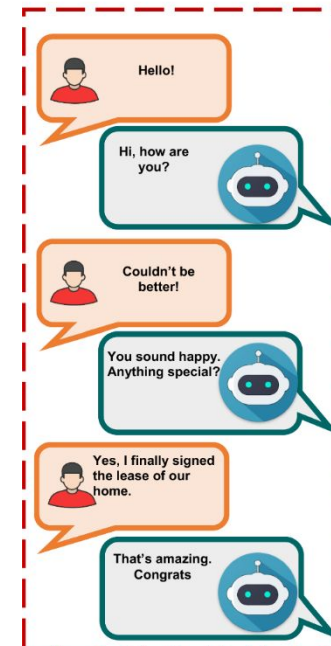 Hello!
Hi, how are
you?
Couldn't be
better!
You sound happy.
Anything special?
Yes, I finally signed
the lease of our
home.
That's amazing.
Congrats